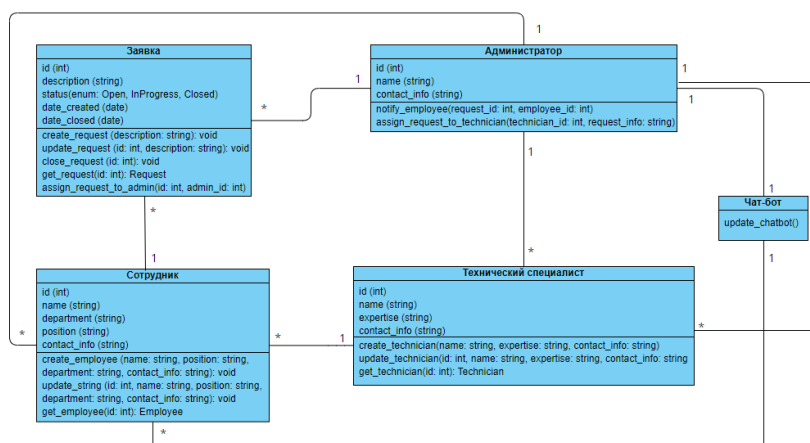 1
Заявка
id (int)
description (string)
status(enum: Open, InProgress, Closed)
date_created (date)
date_closed (date)
create_request (description: string): void
update_request (id: int, description: string): void
close_request (id: int): void
get_request(id: int): Request
assign_request_to_admin(id: int, admin_id: int)
*
1
Администратор
id (int)
name (string)
contact_info (string)
notify_employee(request_id: int, employee_id: int)
assign_request_to_technician(technician_id: int, request_info: string)
1
1
1
1
Чат-бот
update_chatbot()
1
*
1
*
Сотрудник
id (int)
name (string)
department (string)
position (string)
contact_info (string)
create_employee (name: string, position: string,
department: string, contact_info: string): void
update_string (id: int, name: string, position: string,
department: string, contact_info: string): void
get_employee(id: int): Employee
*
*
*
1
Технический специалист
id (int)
name (string)
expertise (string)
contact_info (string)
create_technician(name: string, expertise: string, contact_info: string)
update_technician(id: int, name: string, expertise: string, contact_info: string
get_technician(id: int): Technician
*